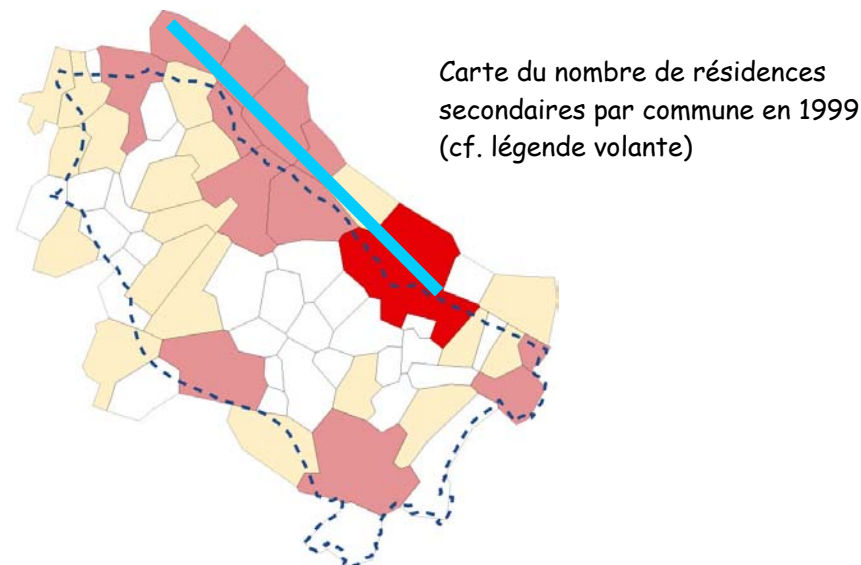 Carte du nombre de résidences
secondaires par commune en 1999
(cf. légende volante)